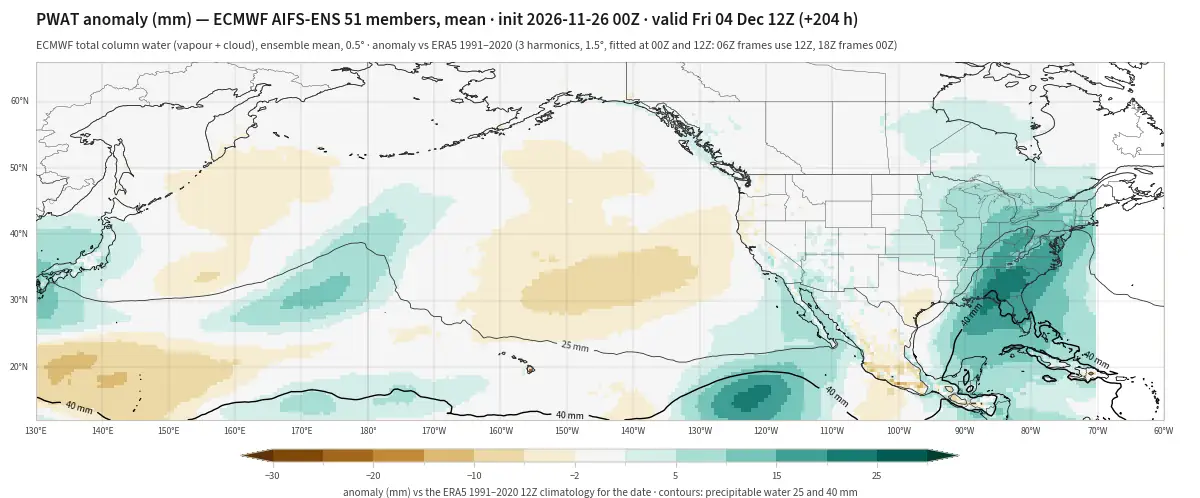 PWAT anomaly (mm) — ECMWF AIFS-ENS 51 members, mean · init 2026-11-26 00Z · valid Fri 04 Dec 12Z (+204 h)
ECMWF total column water (vapour + cloud), ensemble mean, 0.5° · anomaly vs ERA5 1991–2020 (3 harmonics, 1.5°, fitted at 00Z and 12Z: 06Z frames use 12Z, 18Z frames 00Z)
60°N
50°N
40°N
30°N
20°N
40 mm
25 mm
40 mm
40 mm
40 mm
40 mm
130°E 140°E 150°E 160°E 170°E 180° 170°W 160°W 150°W 140°W 130°W 120°W 110°W 100°W 90°W 80°W 70°W 60°W
−30 −20 −10 −2 5 15 25
anomaly (mm) vs the ERA5 1991–2020 12Z climatology for the date · contours: precipitable water 25 and 40 mm